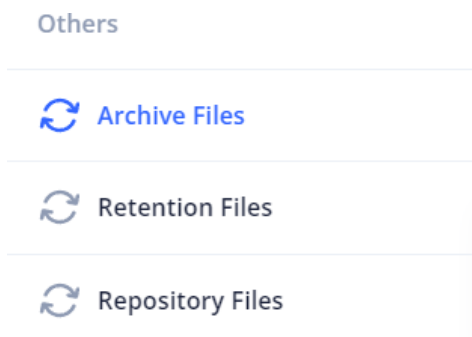 Others
Archive Files
Retention Files
Repository Files